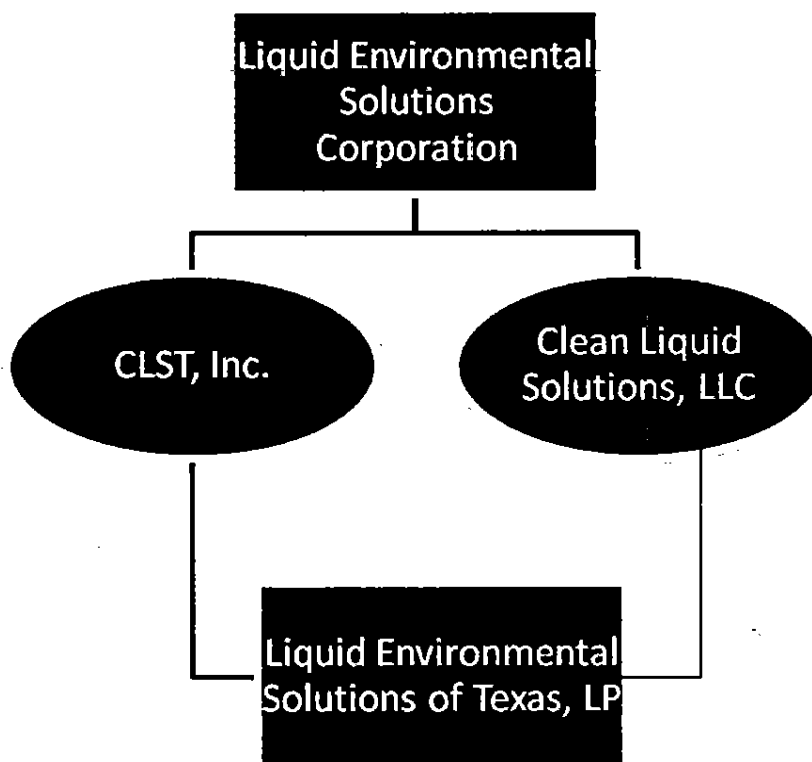 Liquid Environmental
Solutions
Corporation
CLST, Inc.
Clean Liquid
Solutions, LLC
Liquid Environmental
Solutions of Texas, LP